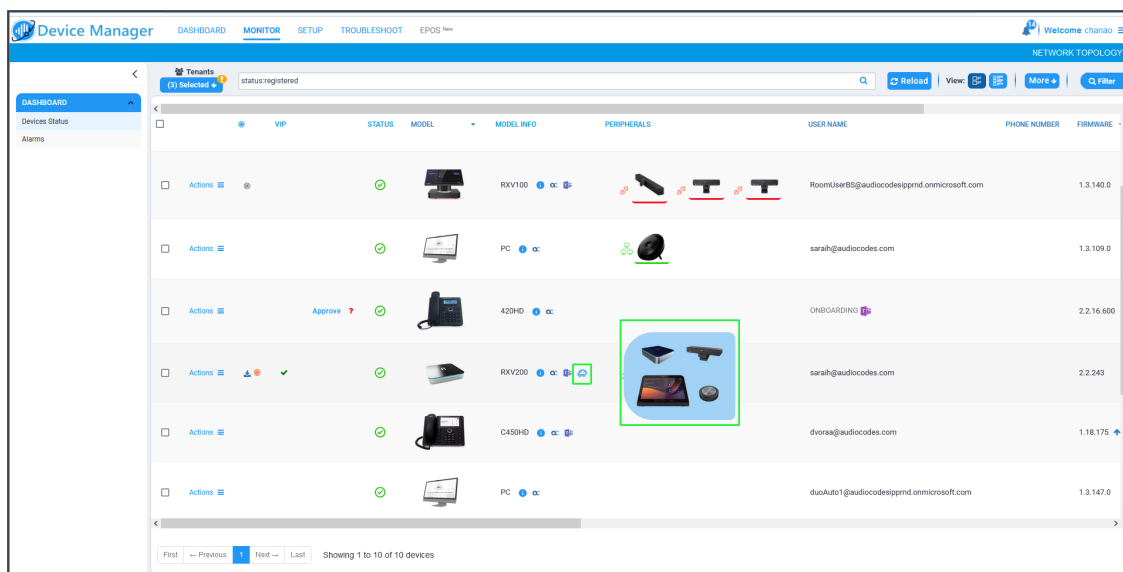 Device Manager
DASHBOARD MONITOR SETUP TROUBLESHOOT EPOS New
14 Welcome chanao
NETWORK TOPOLOGY
Tenants
(3) Selected
status:registered
Reload View: More Filter
DASHBOARD
Devices Status
Alarms
VIP STATUS MODEL MODEL INFO PERIPHERALS USER NAME PHONE NUMBER FIRMWARE
Actions RXV100 RoomUserBS@audiocodesipprnd.onmicrosoft.com 1.3.140.0
Actions PC saraih@audiocodes.com 1.3.109.0
Actions Approve ? 420HD ONBOARDING 2.2.16.600
Actions RXV200 saraih@audiocodes.com 2.2.243
Actions C450HD dvoraa@audiocodes.com 1.18.175
Actions PC duoAuto1@audiocodesipprnd.onmicrosoft.com 1.3.147.0
First ← Previous 1 Next → Last Showing 1 to 10 of 10 devices